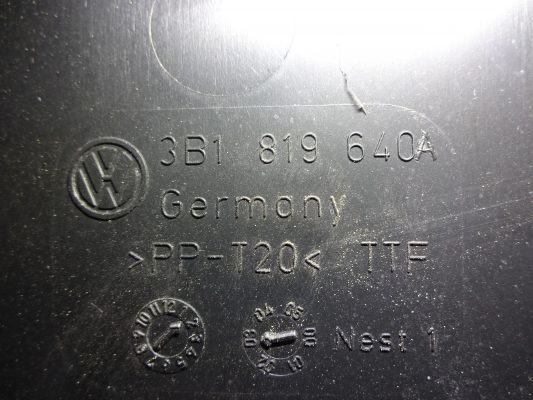 3B1 819 640A
Germany
>PP-T20< TTF
Nest 1